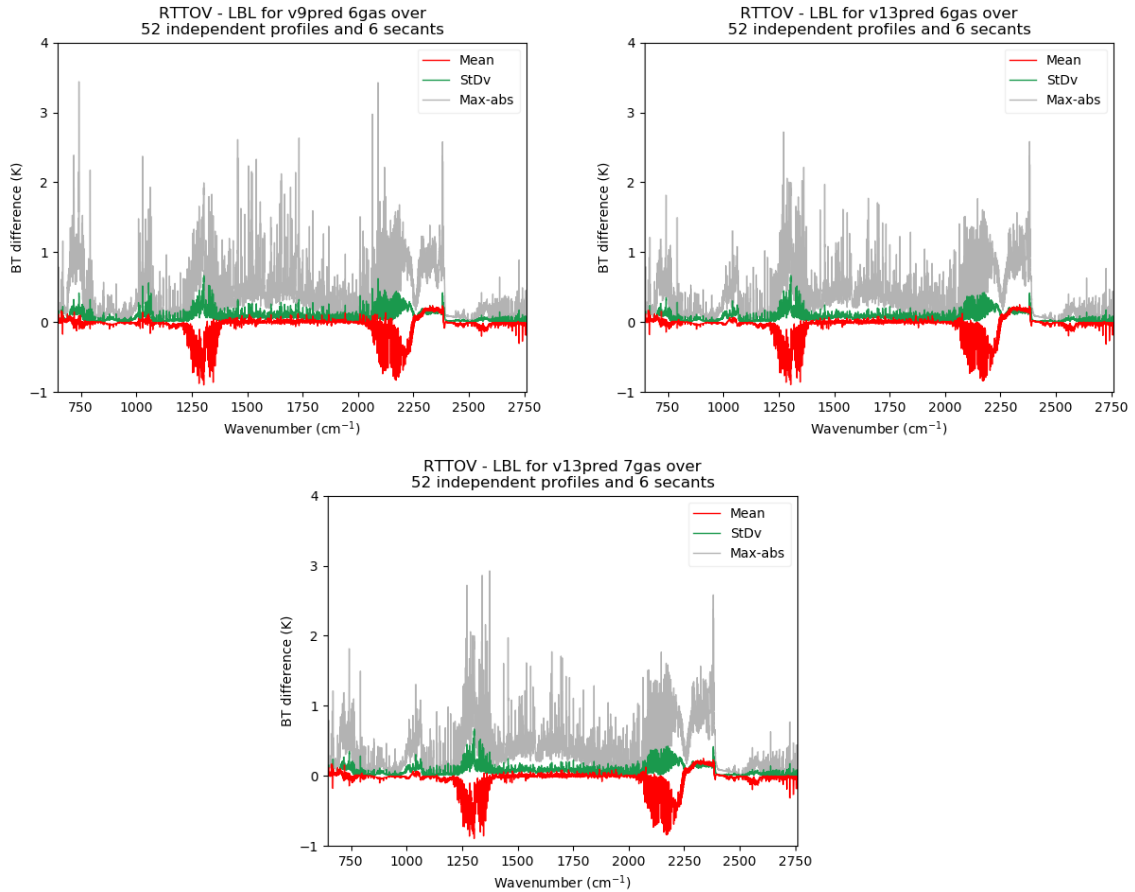 RTTOV - LBL for v9pred 6gas over
52 independent profiles and 6 secants
4
3
2
1
0
−1
BT difference (K)
Mean
StDv
Max-abs
750 1000 1250 1500 1750 2000 2250 2500 2750
Wavenumber (cm⁻¹)
RTTOV - LBL for v13pred 6gas over
52 independent profiles and 6 secants
4
3
2
1
0
−1
BT difference (K)
Mean
StDv
Max-abs
750 1000 1250 1500 1750 2000 2250 2500 2750
Wavenumber (cm⁻¹)
RTTOV - LBL for v13pred 7gas over
52 independent profiles and 6 secants
4
3
2
1
0
−1
BT difference (K)
Mean
StDv
Max-abs
750 1000 1250 1500 1750 2000 2250 2500 2750
Wavenumber (cm⁻¹)